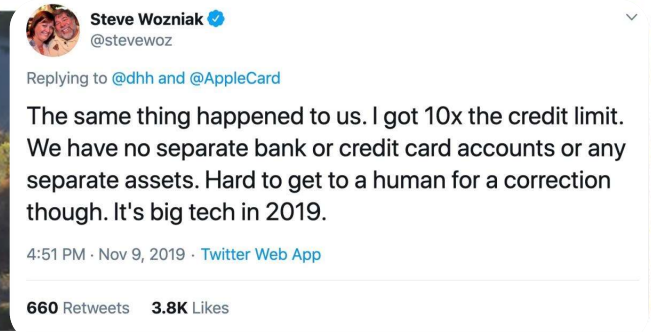 Steve Wozniak
@stevewoz
Replying to @dhh and @AppleCard
The same thing happened to us. I got 10x the credit limit.
We have no separate bank or credit card accounts or any
separate assets. Hard to get to a human for a correction
though. It's big tech in 2019.
4:51 PM · Nov 9, 2019 · Twitter Web App
660 Retweets 3.8K Likes